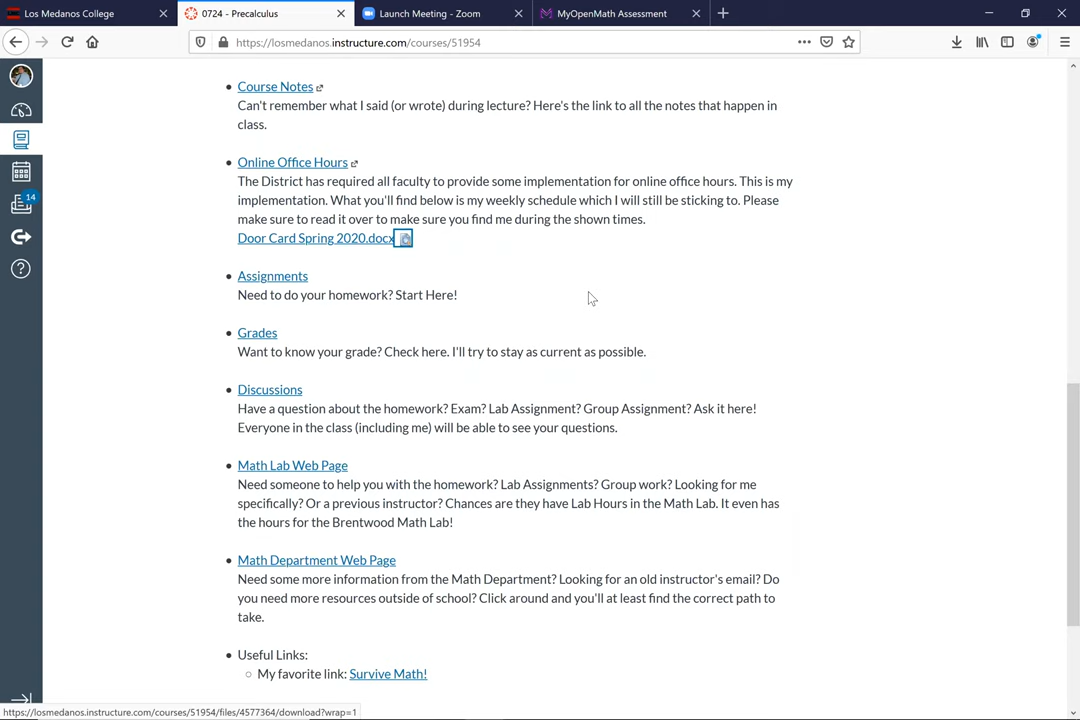 Los Medanos College
0724 - Precalculus
Launch Meeting - Zoom
MyOpenMath Assessment
https://losmedanos.instructure.com/courses/51954
14
Course Notes
Can't remember what I said (or wrote) during lecture? Here's the link to all the notes that happen in
class.
Online Office Hours
The District has required all faculty to provide some implementation for online office hours. This is my
implementation. What you'll find below is my weekly schedule which I will still be sticking to. Please
make sure to read it over to make sure you find me during the shown times.
Door Card Spring 2020.docx
Assignments
Need to do your homework? Start Here!
Grades
Want to know your grade? Check here. I'll try to stay as current as possible.
Discussions
Have a question about the homework? Exam? Lab Assignment? Group Assignment? Ask it here!
Everyone in the class (including me) will be able to see your questions.
Math Lab Web Page
Need someone to help you with the homework? Lab Assignments? Group work? Looking for me
specifically? Or a previous instructor? Chances are they have Lab Hours in the Math Lab. It even has
the hours for the Brentwood Math Lab!
Math Department Web Page
Need some more information from the Math Department? Looking for an old instructor's email? Do
you need more resources outside of school? Click around and you'll at least find the correct path to
take.
Useful Links:
My favorite link: Survive Math!
https://losmedanos.instructure.com/courses/51954/files/4577364/download?wrap=1